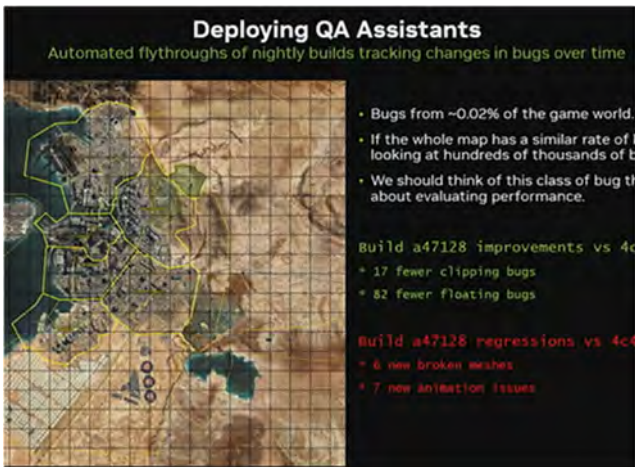 Deploying QA Assistants
Automated flythroughs of nightly builds tracking changes in bugs over time
• Bugs from ~0.02% of the game world.
• If the whole map has a similar rate of
looking at hundreds of thousands of
• We should think of this class of bug
about evaluating performance.
Build a47128 improvements vs
* 17 fewer clipping bugs
* 82 fewer floating bugs
Build a47128 regressions vs
* 6 new broken meshes
* 7 new animation issues